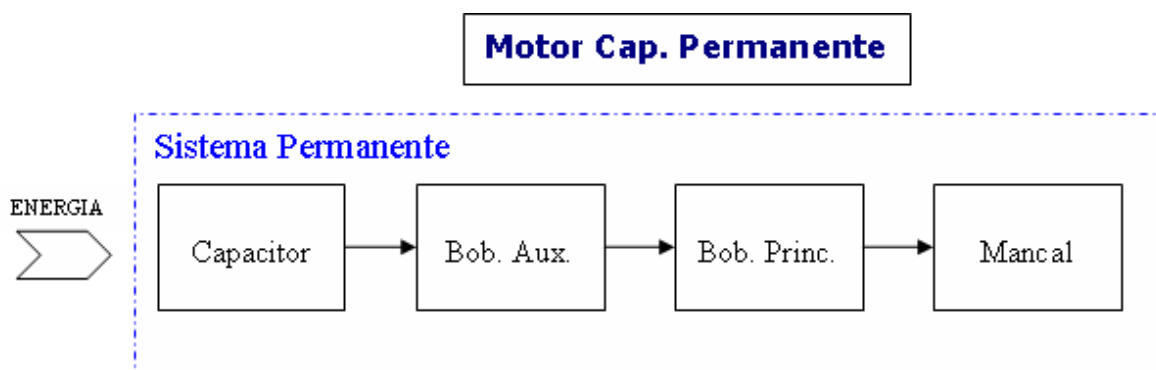 Motor Cap. Permanente
Sistema Permanente
ENERGIA
Capacitor
Bob. Aux.
Bob. Princ.
Mancal